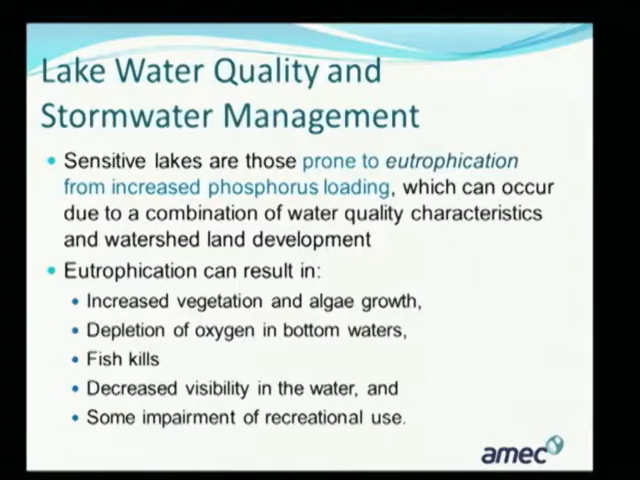 Lake Water Quality and
Stormwater Management
• Sensitive lakes are those prone to eutrophication
from increased phosphorus loading, which can occur
due to a combination of water quality characteristics
and watershed land development
• Eutrophication can result in:
• Increased vegetation and algae growth,
• Depletion of oxygen in bottom waters,
• Fish kills
• Decreased visibility in the water, and
• Some impairment of recreational use.
amec